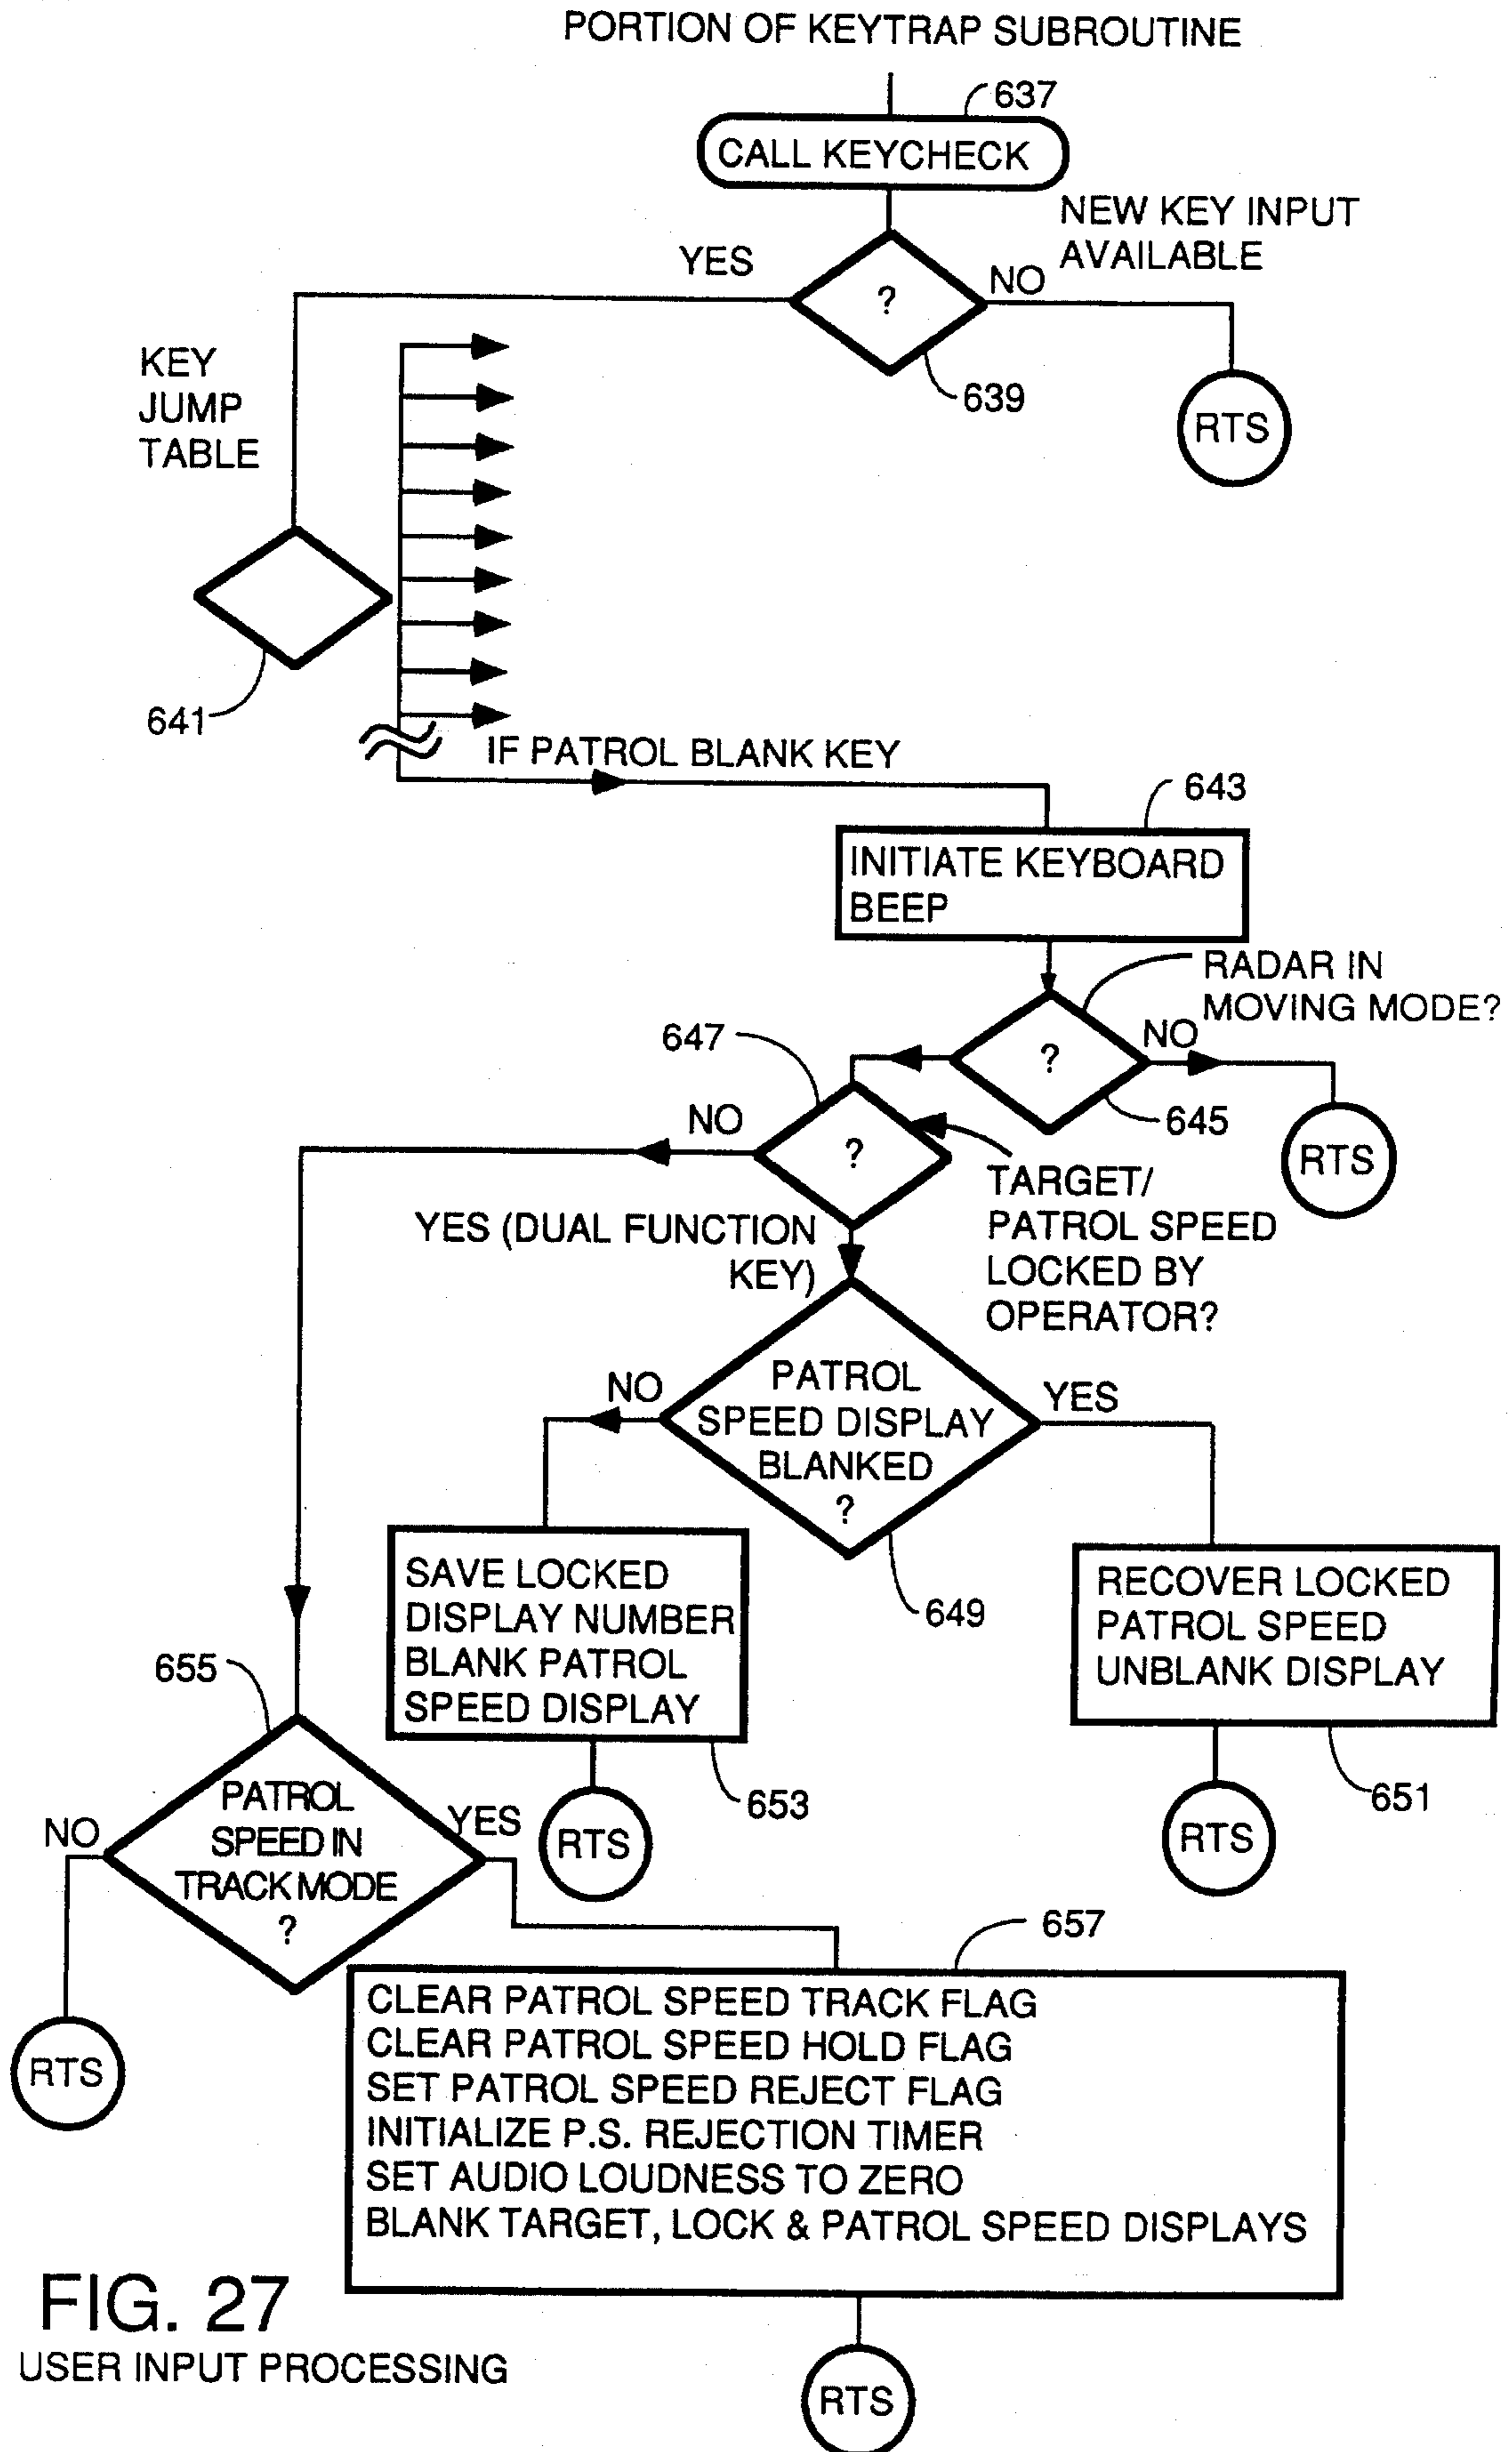 PORTION OF KEYTRAP SUBROUTINE
637
CALL KEYCHECK
NEW KEY INPUT
AVAILABLE
YES
?
NO
639
RTS
KEY
JUMP
TABLE
641
IF PATROL BLANK KEY
643
INITIATE KEYBOARD
BEEP
RADAR IN
MOVING MODE?
647
?
NO
645
RTS
NO
?
TARGET/
PATROL SPEED
LOCKED BY
OPERATOR?
YES (DUAL FUNCTION
KEY)
PATROL
SPEED DISPLAY
BLANKED
?
NO
YES
649
SAVE LOCKED
DISPLAY NUMBER
BLANK PATROL
SPEED DISPLAY
653
RTS
RECOVER LOCKED
PATROL SPEED
UNBLANK DISPLAY
651
RTS
655
PATROL
SPEED IN
TRACK MODE
?
NO
YES
RTS
657
CLEAR PATROL SPEED TRACK FLAG
CLEAR PATROL SPEED HOLD FLAG
SET PATROL SPEED REJECT FLAG
INITIALIZE P.S. REJECTION TIMER
SET AUDIO LOUDNESS TO ZERO
BLANK TARGET, LOCK & PATROL SPEED DISPLAYS
RTS
FIG. 27
USER INPUT PROCESSING